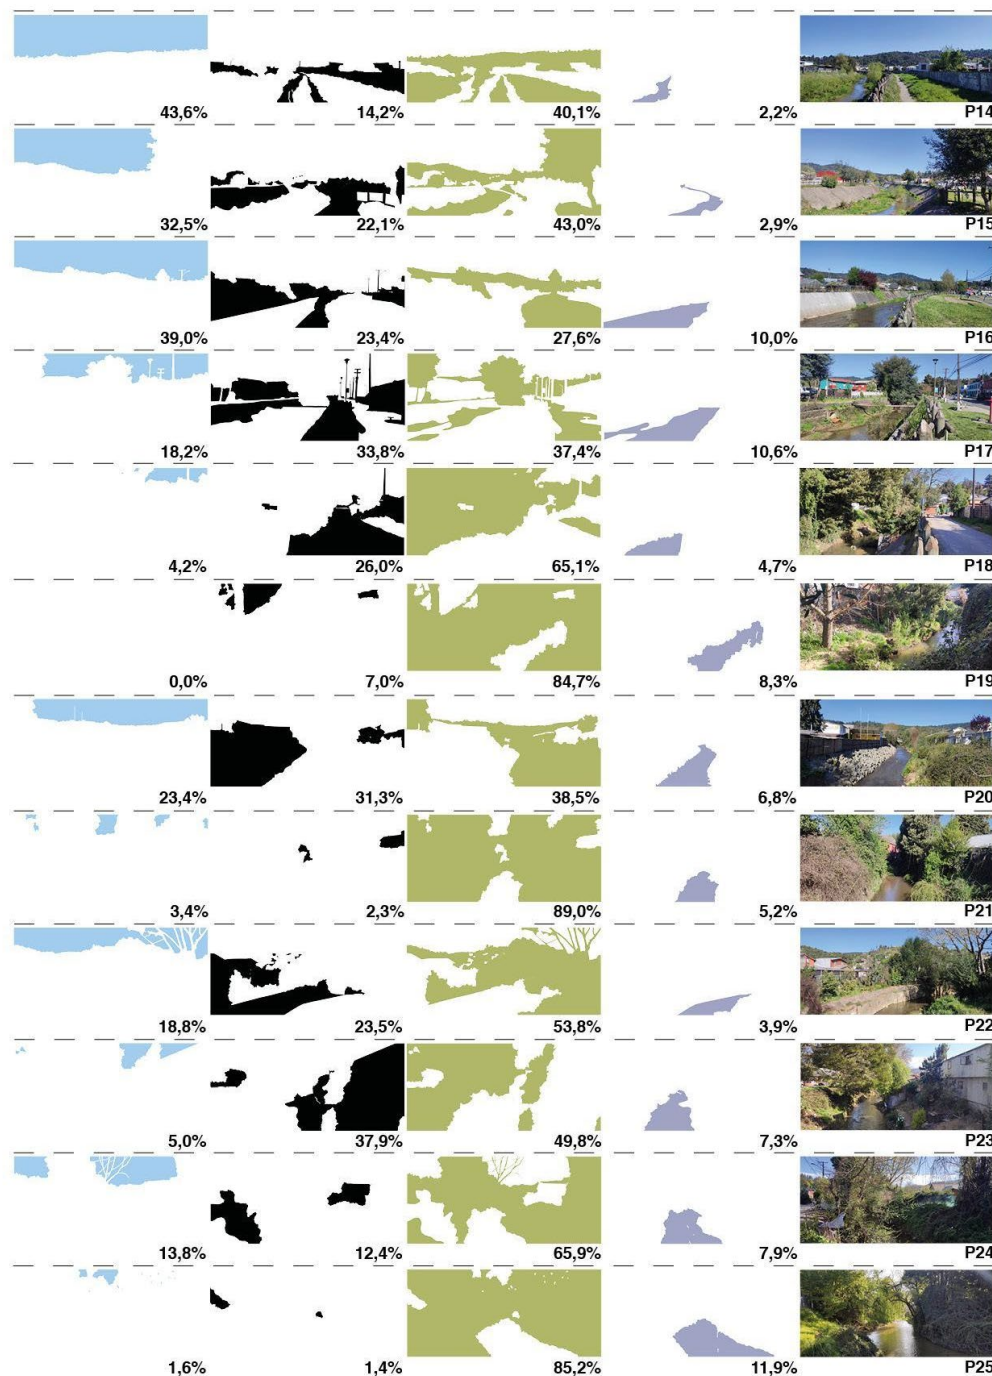 43,6% 14,2% 40,1% 2,2% P14
32,5% 22,1% 43,0% 2,9% P15
39,0% 23,4% 27,6% 10,0% P16
18,2% 33,8% 37,4% 10,6% P17
4,2% 26,0% 65,1% 4,7% P18
0,0% 7,0% 84,7% 8,3% P19
23,4% 31,3% 38,5% 6,8% P20
3,4% 2,3% 89,0% 5,2% P21
18,8% 23,5% 53,8% 3,9% P22
5,0% 37,9% 49,8% 7,3% P23
13,8% 12,4% 65,9% 7,9% P24
1,6% 1,4% 85,2% 11,9% P25